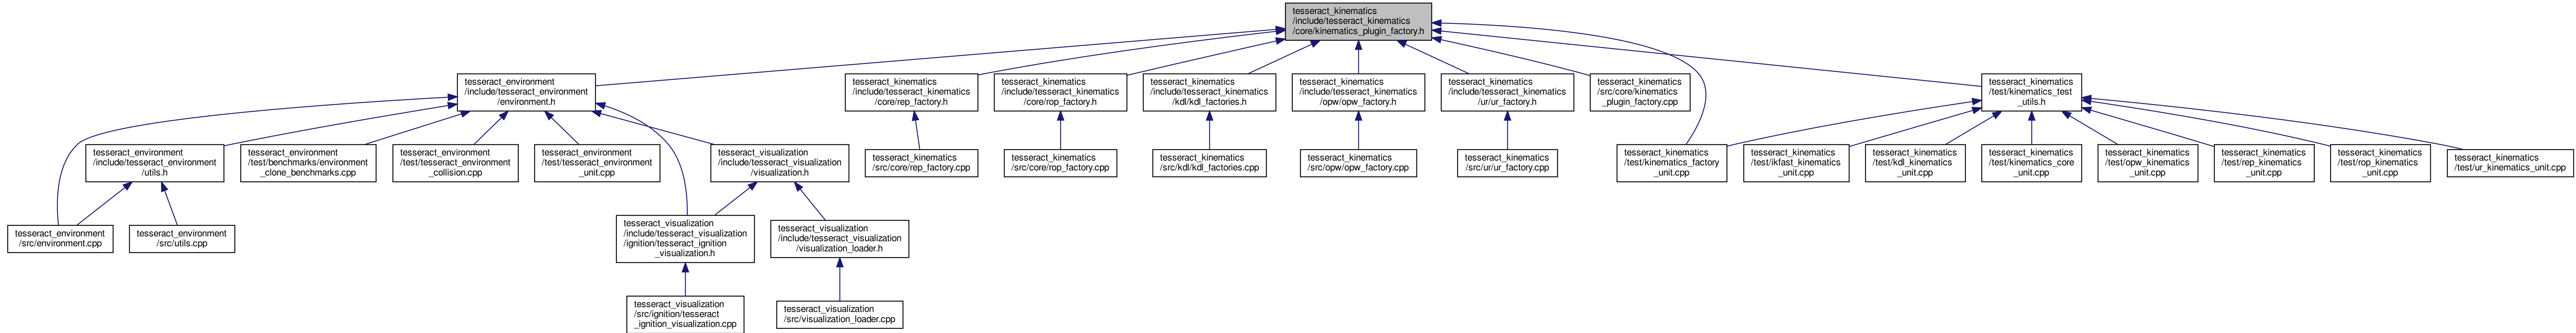 tesseract_kinematics
/include/tesseract_kinematics
/core/kinematics_plugin_factory.h
tesseract_environment
/include/tesseract_environment
/environment.h
tesseract_kinematics
/include/tesseract_kinematics
/core/rep_factory.h
tesseract_kinematics
/include/tesseract_kinematics
/core/rop_factory.h
tesseract_kinematics
/include/tesseract_kinematics
/kdl/kdl_factories.h
tesseract_kinematics
/include/tesseract_kinematics
/opw/opw_factory.h
tesseract_kinematics
/include/tesseract_kinematics
/ur/ur_factory.h
tesseract_kinematics
/src/core/kinematics
_plugin_factory.cpp
tesseract_kinematics
/test/kinematics_test
_utils.h
tesseract_environment
/include/tesseract_environment
/utils.h
tesseract_environment
/test/benchmarks/environment
_clone_benchmarks.cpp
tesseract_environment
/test/tesseract_environment
_collision.cpp
tesseract_environment
/test/tesseract_environment
_unit.cpp
tesseract_visualization
/include/tesseract_visualization
/visualization.h
tesseract_kinematics
/src/core/rep_factory.cpp
tesseract_kinematics
/src/core/rop_factory.cpp
tesseract_kinematics
/src/kdl/kdl_factories.cpp
tesseract_kinematics
/src/opw/opw_factory.cpp
tesseract_kinematics
/src/ur/ur_factory.cpp
tesseract_kinematics
/test/kinematics_factory
_unit.cpp
tesseract_kinematics
/test/ikfast_kinematics
_unit.cpp
tesseract_kinematics
/test/kdl_kinematics
_unit.cpp
tesseract_kinematics
/test/kinematics_core
_unit.cpp
tesseract_kinematics
/test/opw_kinematics
_unit.cpp
tesseract_kinematics
/test/rep_kinematics
_unit.cpp
tesseract_kinematics
/test/rop_kinematics
_unit.cpp
tesseract_kinematics
/test/ur_kinematics_unit.cpp
tesseract_environment
/src/environment.cpp
tesseract_environment
/src/utils.cpp
tesseract_visualization
/include/tesseract_visualization
/ignition/tesseract_ignition
_visualization.h
tesseract_visualization
/include/tesseract_visualization
/visualization_loader.h
tesseract_visualization
/src/ignition/tesseract
_ignition_visualization.cpp
tesseract_visualization
/src/visualization_loader.cpp